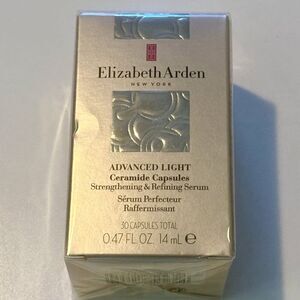 Elizabeth Arden
NEW YORK
ADVANCED LIGHT
Ceramide Capsules
Strengthening & Refining Serum
Sérum Perfecteur
Raffermissant
30 CAPSULES TOTAL
0.47 FL. OZ. 14 mL ℮